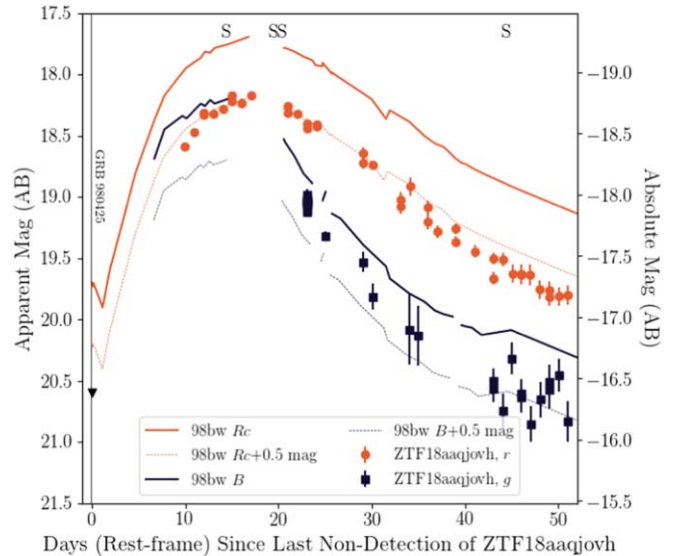 S SS S
17.5
18.0
18.5
19.0
19.5
20.0
20.5
21.0
21.5
Apparent Mag (AB)
GRB 980425
−19.0
−18.5
−18.0
−17.5
−17.0
−16.5
−16.0
−15.5
Absolute Mag (AB)
98bw Rc
98bw Rc+0.5 mag
98bw B
98bw B+0.5 mag
ZTF18aaqjovh, r
ZTF18aaqjovh, g
0 10 20 30 40 50
Days (Rest-frame) Since Last Non-Detection of ZTF18aaqjovh